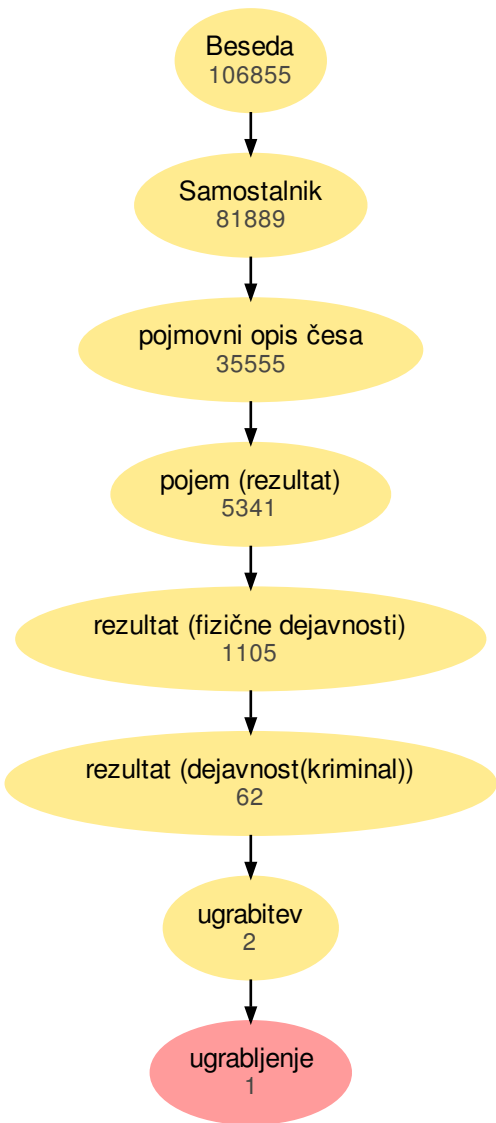 Beseda
106855
Samostalnik
81889
pojmovni opis česa
35555
pojem (rezultat)
5341
rezultat (fizične dejavnosti)
1105
rezultat (dejavnost(kriminal))
62
ugrabitev
2
ugrabljenje
1